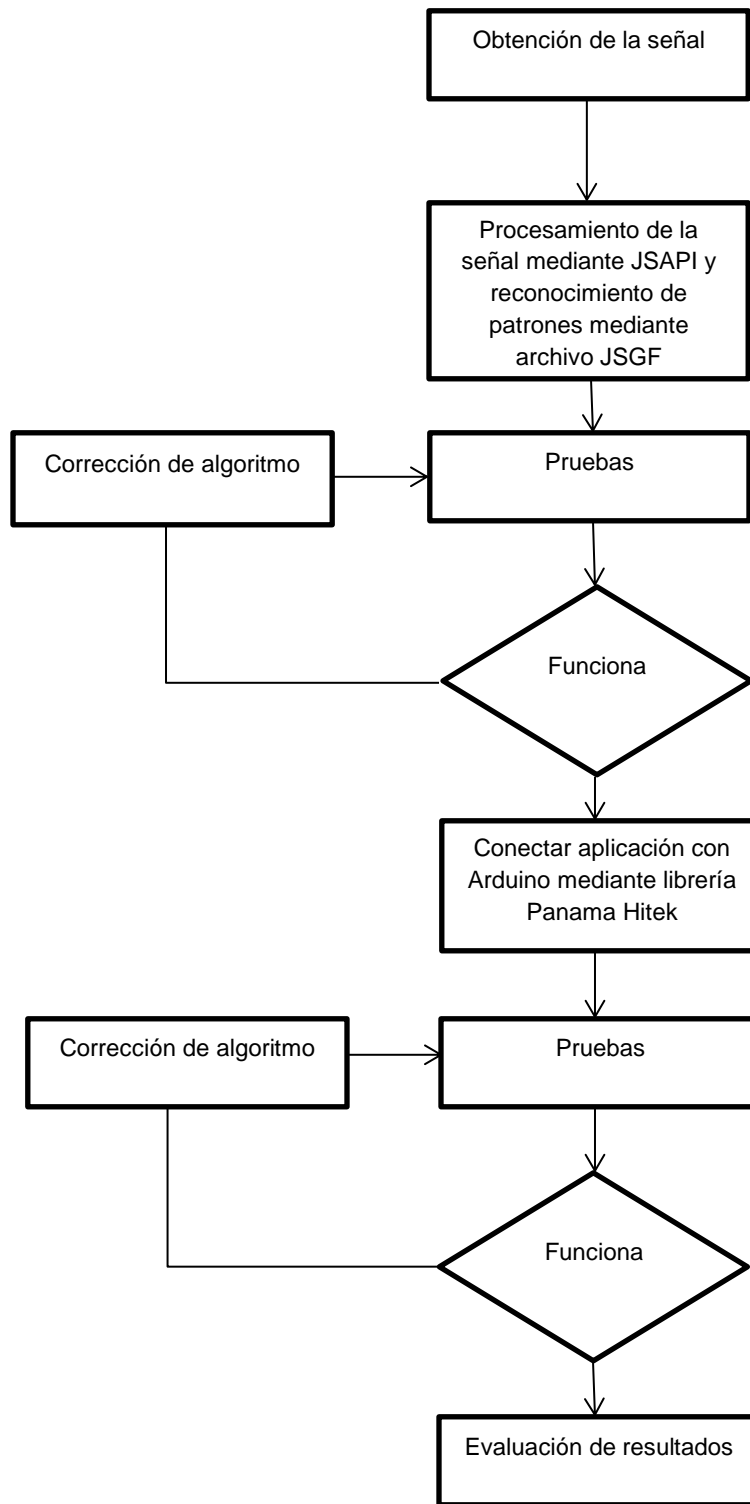 Obtención de la señal
Procesamiento de la
señal mediante JSAPI y
reconocimiento de
patrones mediante
archivo JSGF
Corrección de algoritmo
Pruebas
Funciona
Conectar aplicación con
Arduino mediante librería
Panama Hitek
Corrección de algoritmo
Pruebas
Funciona
Evaluación de resultados